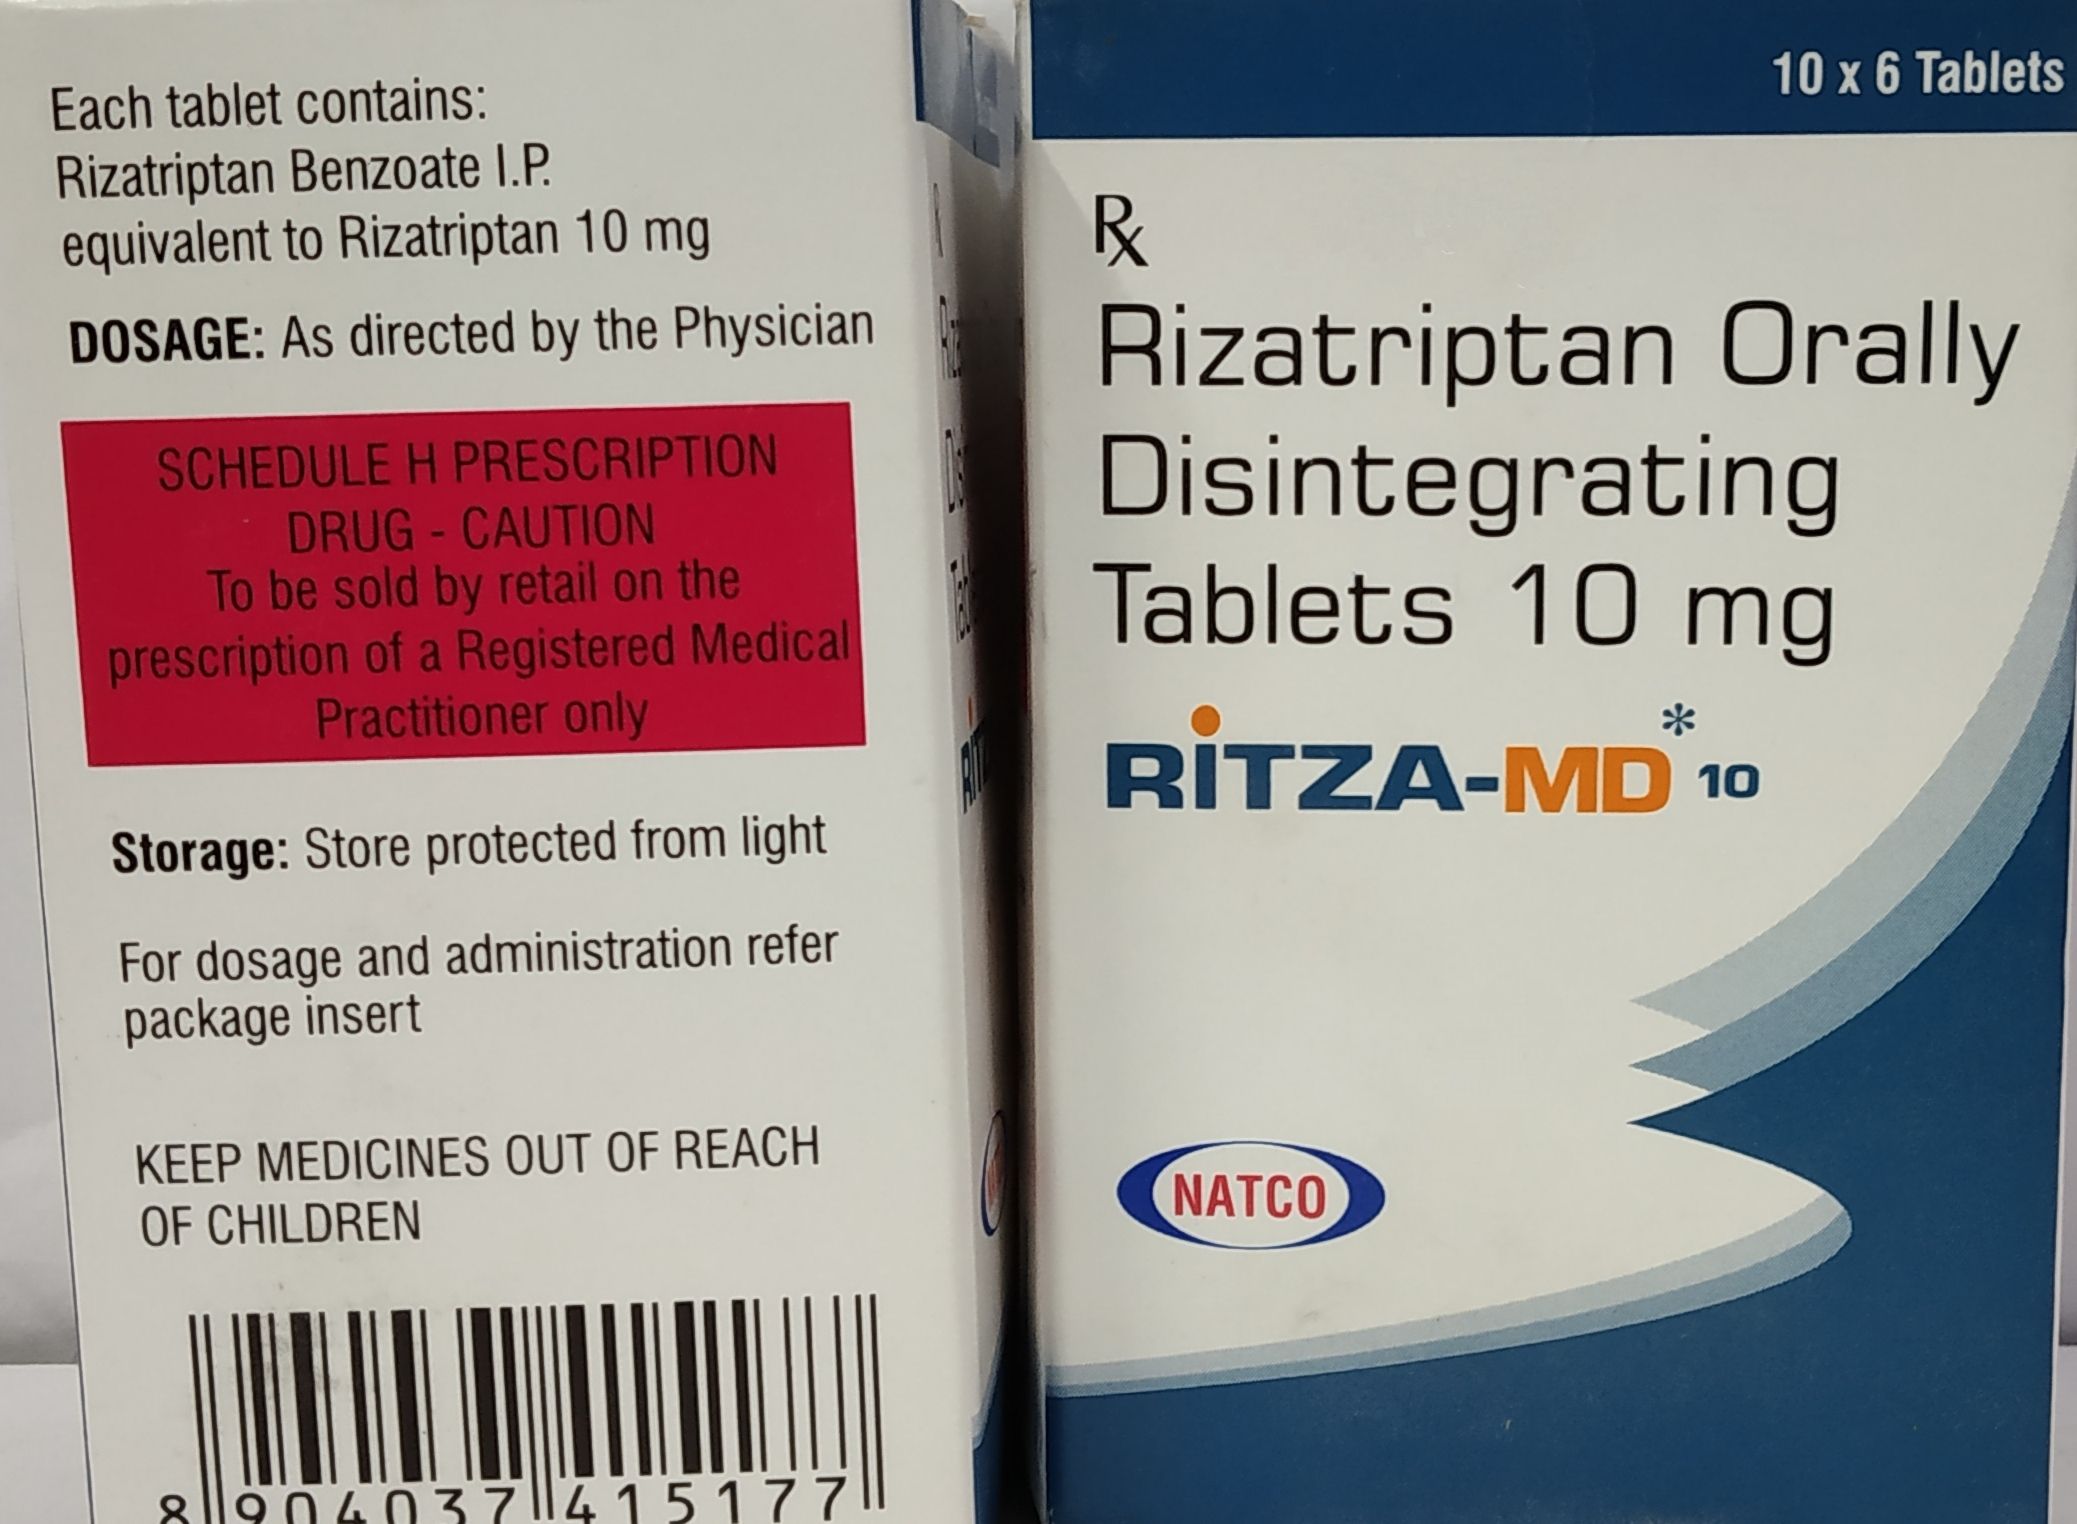 Each tablet contains:
Rizatriptan Benzoate I.P.
equivalent to Rizatriptan 10 mg
DOSAGE: As directed by the Physician
SCHEDULE H PRESCRIPTION
DRUG - CAUTION
To be sold by retail on the
prescription of a Registered Medical
Practitioner only
Storage: Store protected from light
For dosage and administration refer
package insert
KEEP MEDICINES OUT OF REACH
OF CHILDREN
8 904037 415177
10 x 6 Tablets
Rx
Rizatriptan Orally
Disintegrating
Tablets 10 mg
RiTZA-MD* 10
NATCO